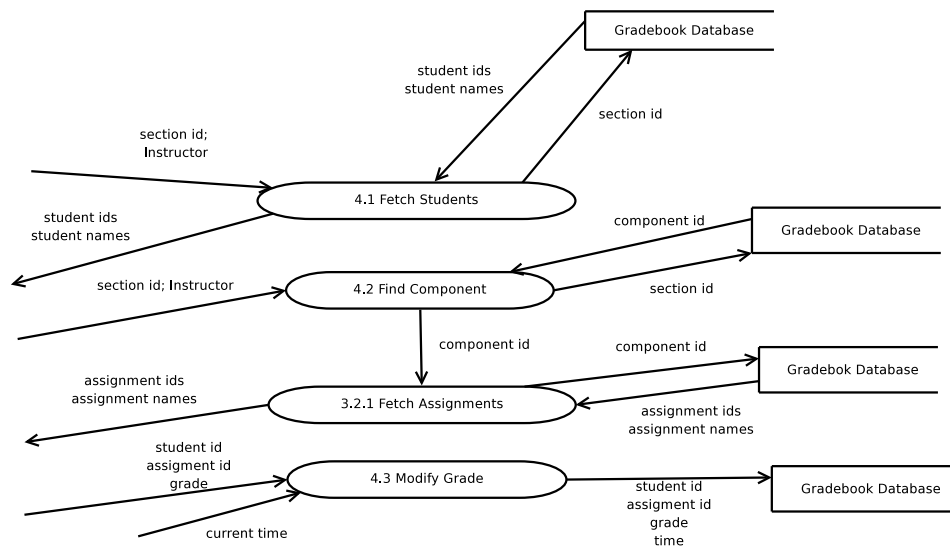 Gradebook Database
student ids
student names
section id
section id;
Instructor
4.1 Fetch Students
student ids
student names
component id
Gradebook Database
section id; Instructor
4.2 Find Component
section id
component id
component id
Gradebok Database
assignment ids
assignment names
3.2.1 Fetch Assignments
assignment ids
assignment names
student id
assigment id
grade
4.3 Modify Grade
Gradebook Database
student id
assigment id
grade
time
current time